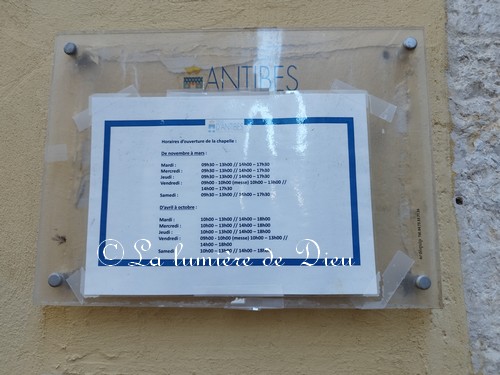 ANTIBES
ANTIBES
Horaires d'ouverture de la chapelle :
De novembre à mars :
Mardi : 09h30 – 13h00 // 14h00 – 17h30
Mercredi : 09h30 – 13h00 // 14h00 – 17h30
Jeudi : 09h30 – 13h00 // 14h00 – 17h30
Vendredi : 09h00 - 10h00 (messe) 10h00 – 13h00 //
14h00 – 17h30
Samedi : 09h30 – 13h00 // 14h00 – 17h30
D'avril à octobre :
Mardi : 10h00 – 13h00 // 14h00 – 18h00
Mercredi : 10h00 – 13h00 // 14h00 – 18h00
Jeudi : 10h00 – 13h00 // 14h00 – 18h00
Vendredi : 09h00 - 10h00 (messe) 10h00 – 13h00 //
14h00 – 18h00
Samedi : 10h00 – 13h00 // 14h00 – 18h00
© La lumière de Dieu